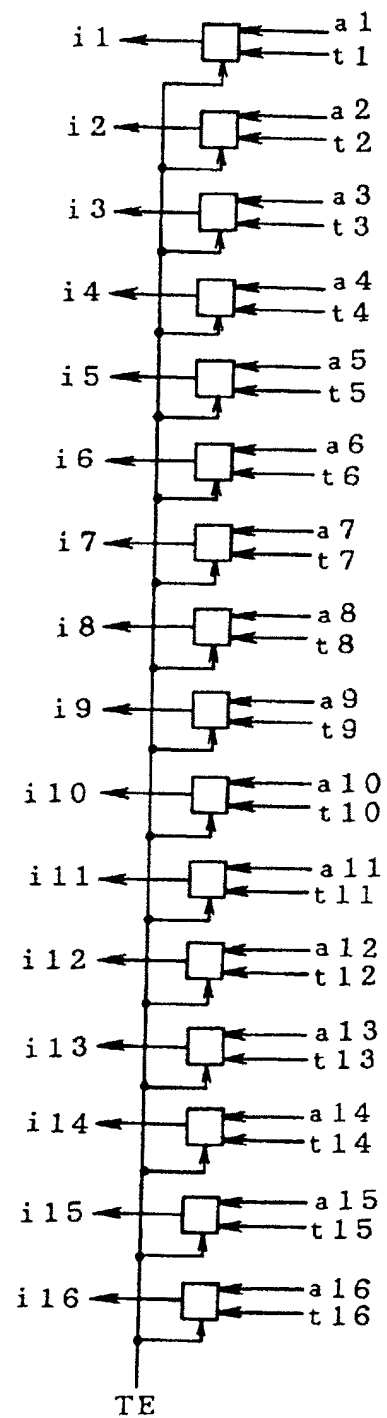 i1 a1
t1
i2 a2
t2
i3 a3
t3
i4 a4
t4
i5 a5
t5
i6 a6
t6
i7 a7
t7
i8 a8
t8
i9 a9
t9
i10 a10
t10
i11 a11
t11
i12 a12
t12
i13 a13
t13
i14 a14
t14
i15 a15
t15
i16 a16
t16
TE